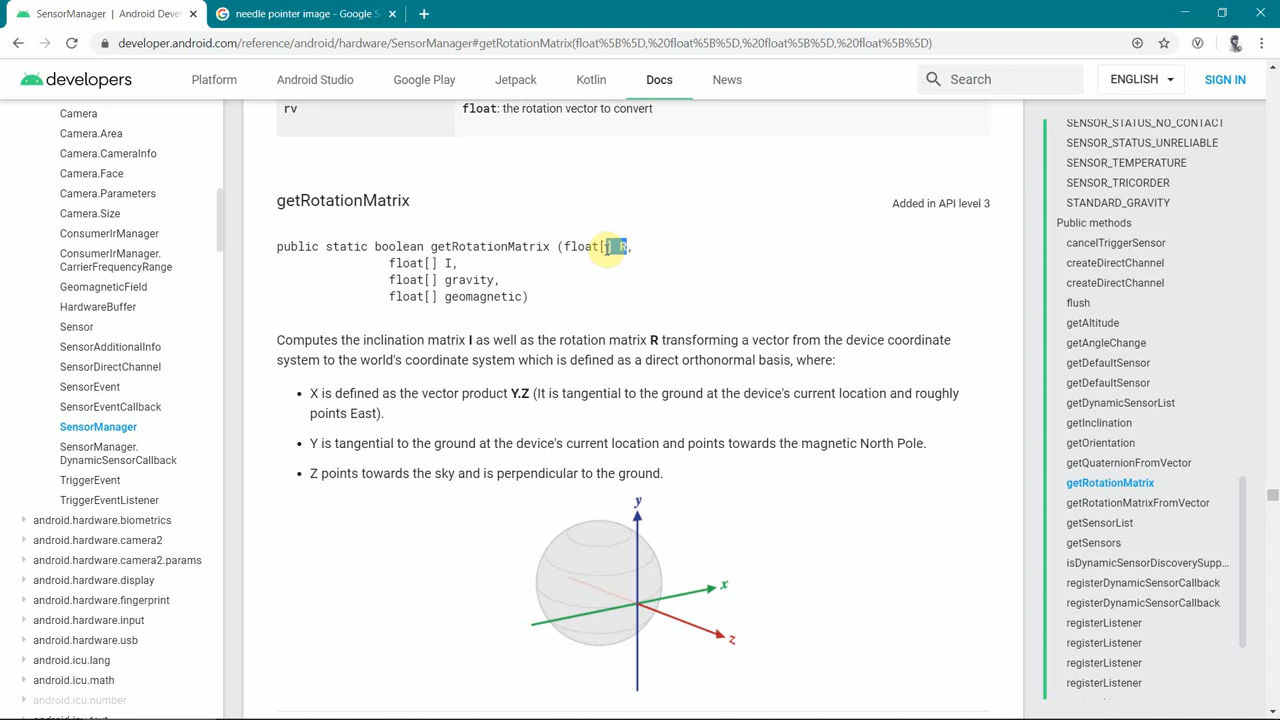 SensorManager | Android Deve
needle pointer image - Google S
developer.android.com/reference/android/hardware/SensorManager#getRotationMatrix(float%5B%5D,%20float%5B%5D,%20float%5B%5D,%20float%5B%5D)
developers
Platform
Android Studio
Google Play
Jetpack
Kotlin
Docs
News
Search
ENGLISH
SIGN IN
Camera
Camera.Area
Camera.CameraInfo
Camera.Face
Camera.Parameters
Camera.Size
ConsumerIrManager
ConsumerIrManager.
CarrierFrequencyRange
GeomagneticField
HardwareBuffer
Sensor
SensorAdditionalInfo
SensorDirectChannel
SensorEvent
SensorEventCallback
SensorManager
SensorManager.
DynamicSensorCallback
TriggerEvent
TriggerEventListener
android.hardware.biometrics
android.hardware.camera2
android.hardware.camera2.params
android.hardware.display
android.hardware.fingerprint
android.hardware.input
android.hardware.usb
android.icu.lang
android.icu.math
android.icu.number
android.icu.text
rv
float: the rotation vector to convert
getRotationMatrix
Added in API level 3
public static boolean getRotationMatrix (float[] R,
float[] I,
float[] gravity,
float[] geomagnetic)
Computes the inclination matrix I as well as the rotation matrix R transforming a vector from the device coordinate
system to the world's coordinate system which is defined as a direct orthonormal basis, where:
• X is defined as the vector product Y.Z (It is tangential to the ground at the device's current location and roughly
points East).
• Y is tangential to the ground at the device's current location and points towards the magnetic North Pole.
• Z points towards the sky and is perpendicular to the ground.
y
x
z
SENSOR_STATUS_NO_CONTACT
SENSOR_STATUS_UNRELIABLE
SENSOR_TEMPERATURE
SENSOR_TRICORDER
STANDARD_GRAVITY
Public methods
cancelTriggerSensor
createDirectChannel
createDirectChannel
flush
getAltitude
getAngleChange
getDefaultSensor
getDefaultSensor
getDynamicSensorList
getInclination
getOrientation
getQuaternionFromVector
getRotationMatrix
getRotationMatrixFromVector
getSensorList
getSensors
isDynamicSensorDiscoverySupp...
registerDynamicSensorCallback
registerDynamicSensorCallback
registerListener
registerListener
registerListener
registerListener